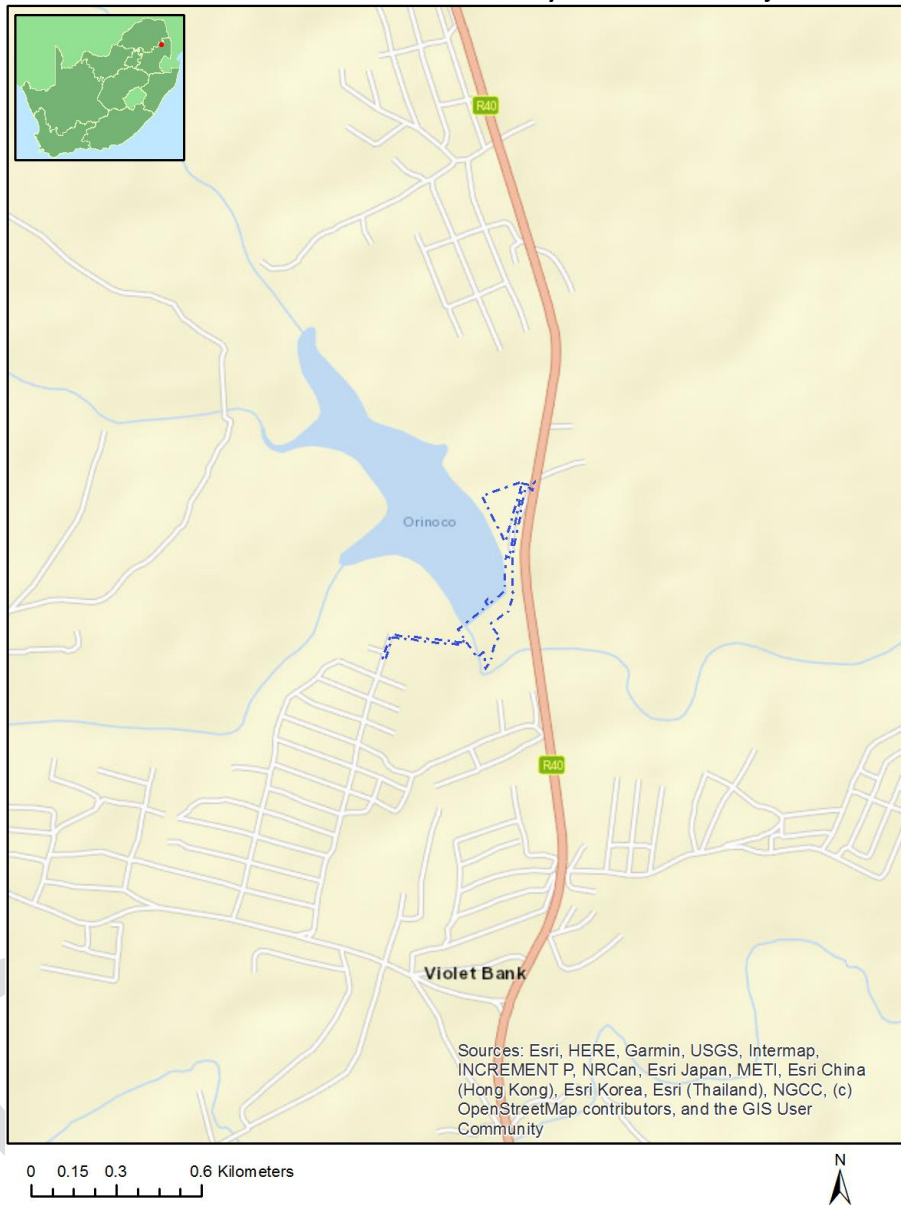 R40
Orinoco
R40
Violet Bank
Sources: Esri, HERE, Garmin, USGS, Intermap,
INCREMENT P, NRCan, Esri Japan, METI, Esri China
(Hong Kong), Esri Korea, Esri (Thailand), NGCC, (c)
OpenStreetMap contributors, and the GIS User
Community
0 0.15 0.3 0.6 Kilometers
N